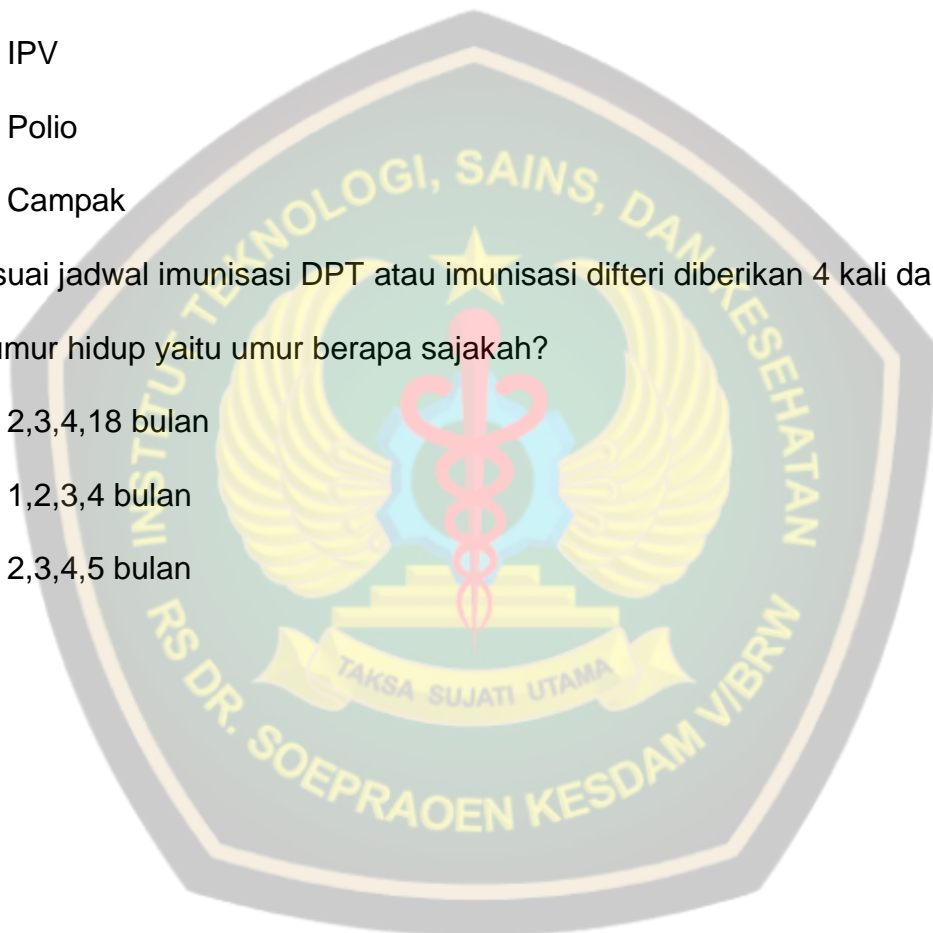 IPV
Polio
Campak
suai jadwal imunisasi DPT atau imunisasi difteri diberikan 4 kali da
umur hidup yaitu umur berapa sajakah?
2,3,4,18 bulan
1,2,3,4 bulan
2,3,4,5 bulan
INSTITUT TEKNOLOGI, SAINS, DAN KESEHATAN
TAKSA SUJATI UTAMA
RS DR. SOEPRAOEN KESDAM V/BRW